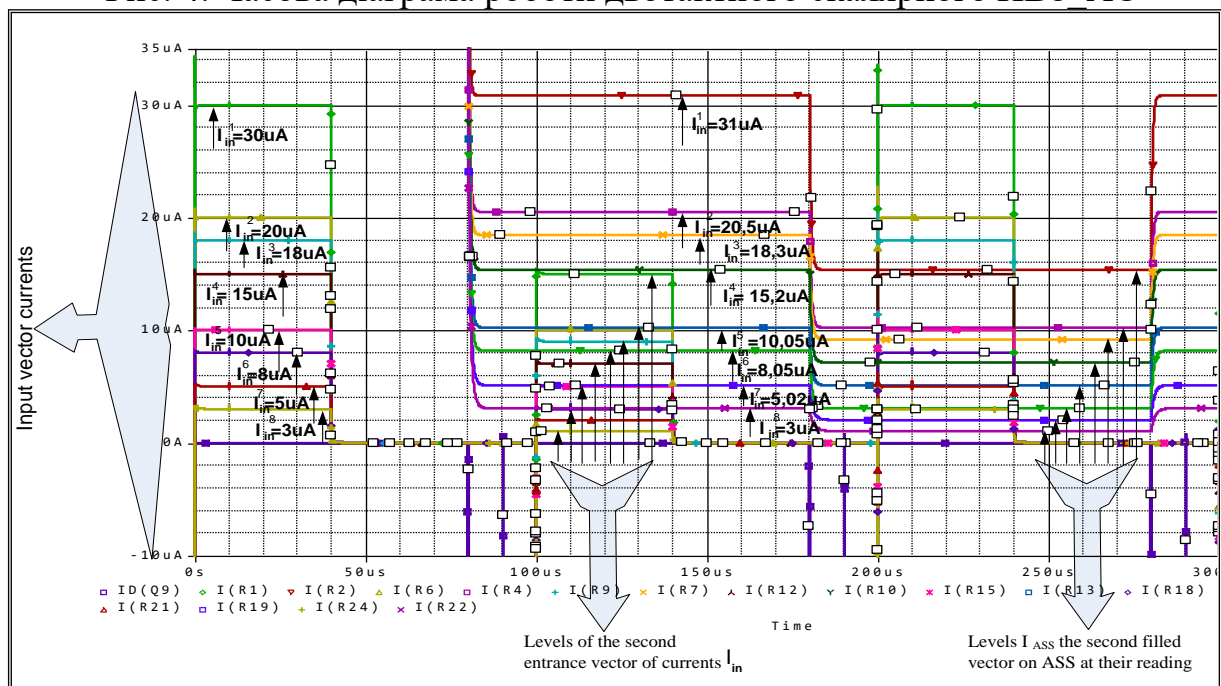 35uA
30uA
20uA
10uA
0A
-10uA
Input vector currents
I¹in=30uA
I²in=20uA
I³in=18uA
I⁴in= 15uA
I⁵in=10uA
I⁶in=8uA
I⁷in=5uA
I⁸in=3uA
I¹in=31uA
I²in=20,5uA
I³in=18,3uA
I⁴in= 15,2uA
I⁵in=10,05uA
I⁶in=8,05uA
I⁷in=5,02uA
I⁸in=3uA
0s 50us 100us 150us 200us 250us
ID(Q9) I(R1) I(R2) I(R6) I(R4) I(R9) I(R7) I(R12) I(R10) I(R15) I(R13) I(R18)
I(R21) I(R19) I(R24) I(R22)
Time
Levels of the second
entrance vector of currents Iin
Levels I ASS the second filled
vector on ASS at their reading